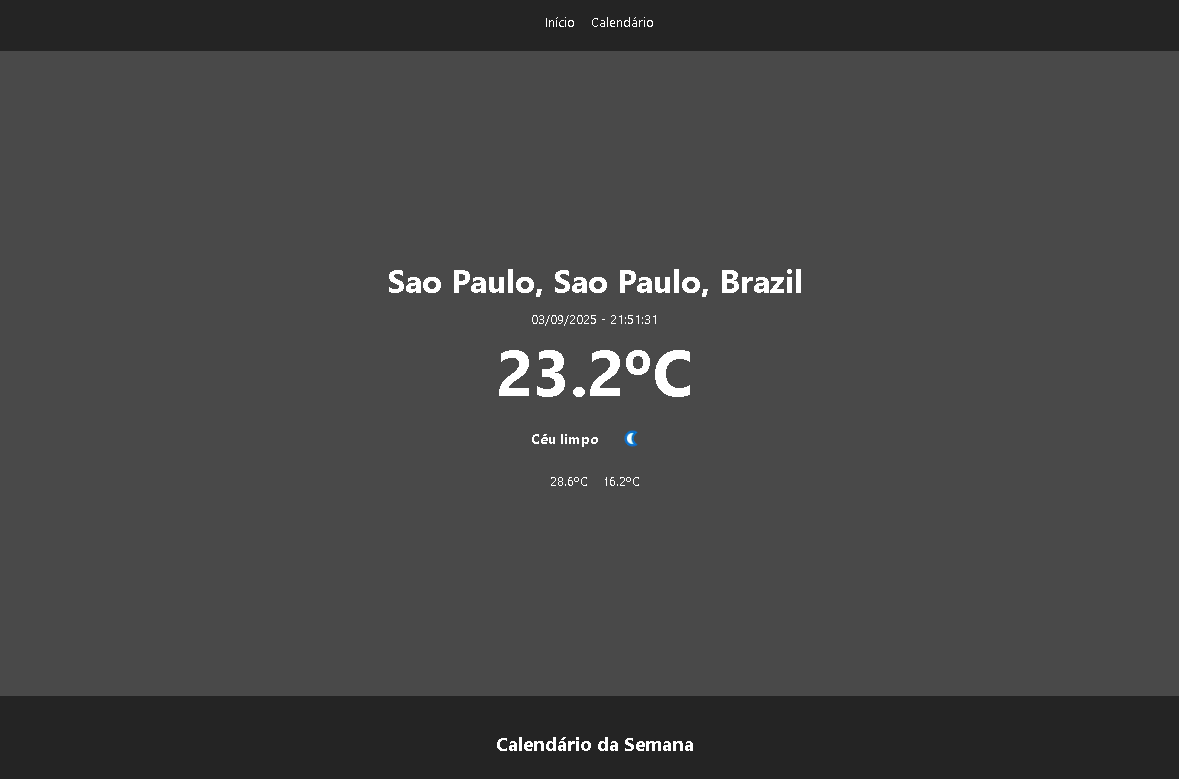 Início Calendário
Sao Paulo, Sao Paulo, Brazil
03/09/2025 - 21:51:31
23.2ºC
Céu limpo
28.6ºC 16.2ºC
Calendário da Semana